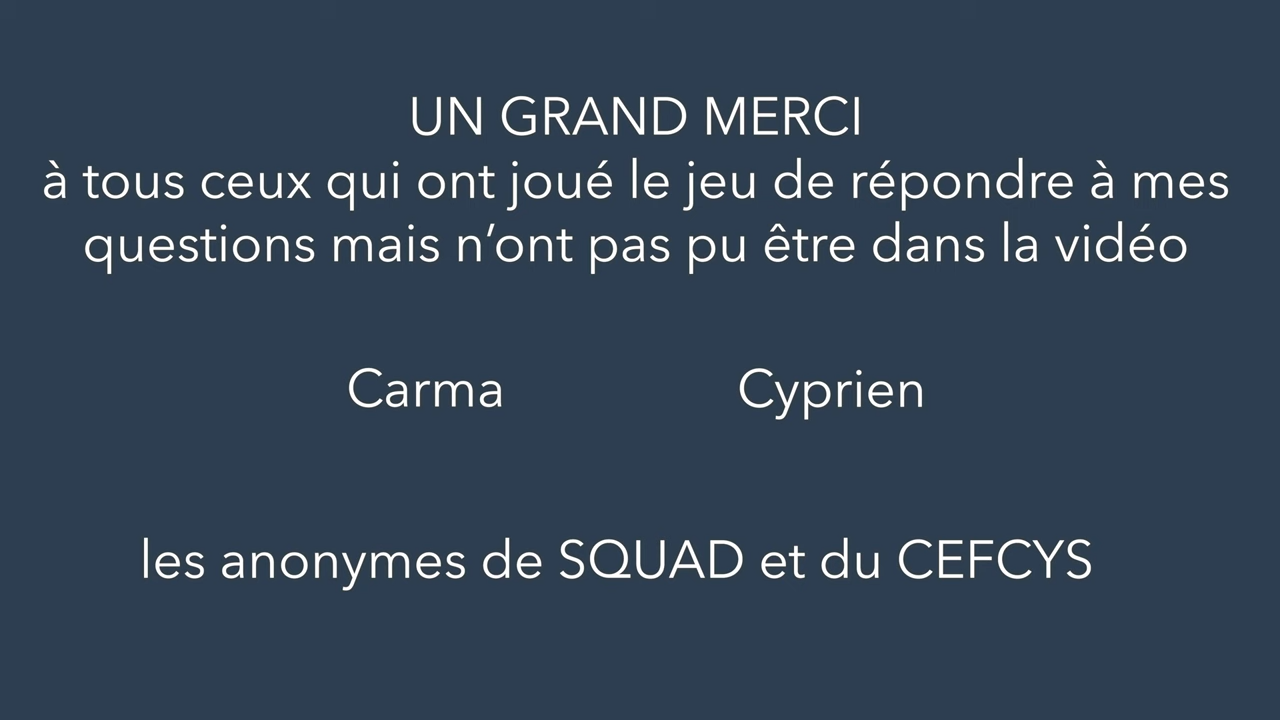 UN GRAND MERCI
à tous ceux qui ont joué le jeu de répondre à mes
questions mais n’ont pas pu être dans la vidéo
Carma Cyprien
les anonymes de SQUAD et du CEFCYS